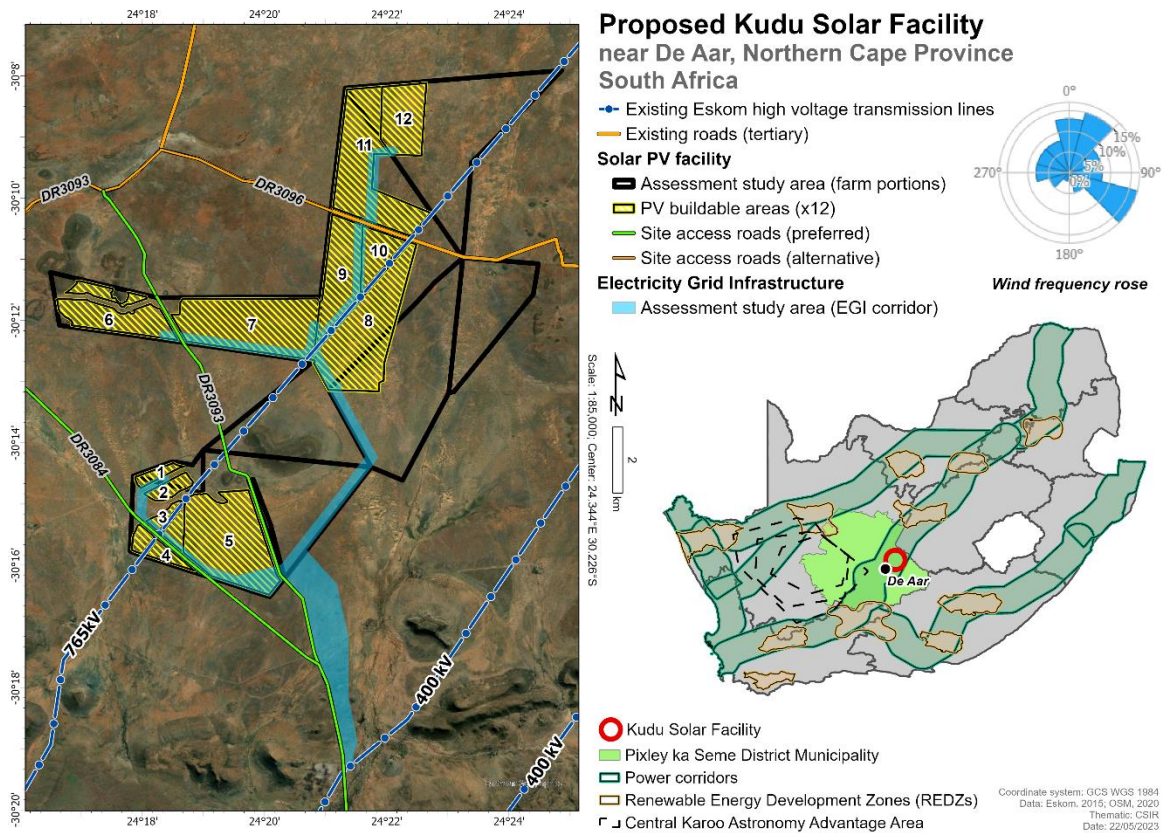 24°18'
24°20'
24°22'
24°24'
-30°8'
-30°10'
-30°12'
-30°14'
-30°16'
-30°18'
-30°20'
12
11
DR3093
DR3096
10
9
6
7
8
DR3093
DR3084
1
2
3
5
4
765kV
400 kV
400 kV
24°18'
24°20'
24°22'
24°24'
Proposed Kudu Solar Facility
near De Aar, Northern Cape Province
South Africa
Existing Eskom high voltage transmission lines
Existing roads (tertiary)
Solar PV facility
Assessment study area (farm portions)
PV buildable areas (x12)
Site access roads (preferred)
Site access roads (alternative)
Electricity Grid Infrastructure
Assessment study area (EGI corridor)
0°
15%
10%
5%
0%
270°
90°
180°
Wind frequency rose
N
2
km
Scale: 1:85,000; Center: 24.344°E 30.226°S
De Aar
Kudu Solar Facility
Pixley ka Seme District Municipality
Power corridors
Renewable Energy Development Zones (REDZs)
Central Karoo Astronomy Advantage Area
Coordinate system: GCS WGS 1984
Data: Eskom. 2015; OSM, 2020
Thematic: CSIR
Date: 22/05/2023